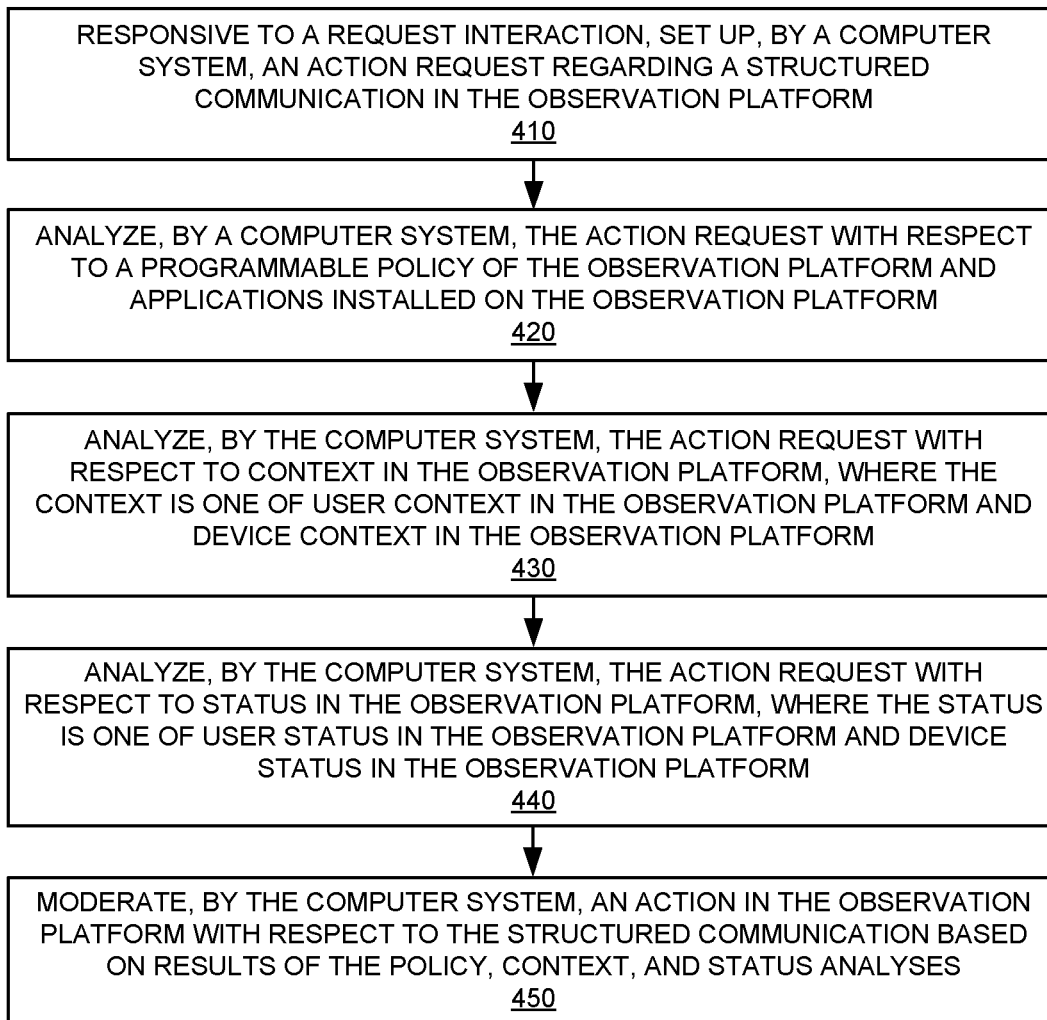 RESPONSIVE TO A REQUEST INTERACTION, SET UP, BY A COMPUTER
SYSTEM, AN ACTION REQUEST REGARDING A STRUCTURED
COMMUNICATION IN THE OBSERVATION PLATFORM
410
ANALYZE, BY A COMPUTER SYSTEM, THE ACTION REQUEST WITH RESPECT
TO A PROGRAMMABLE POLICY OF THE OBSERVATION PLATFORM AND
APPLICATIONS INSTALLED ON THE OBSERVATION PLATFORM
420
ANALYZE, BY THE COMPUTER SYSTEM, THE ACTION REQUEST WITH
RESPECT TO CONTEXT IN THE OBSERVATION PLATFORM, WHERE THE
CONTEXT IS ONE OF USER CONTEXT IN THE OBSERVATION PLATFORM AND
DEVICE CONTEXT IN THE OBSERVATION PLATFORM
430
ANALYZE, BY THE COMPUTER SYSTEM, THE ACTION REQUEST WITH
RESPECT TO STATUS IN THE OBSERVATION PLATFORM, WHERE THE STATUS
IS ONE OF USER STATUS IN THE OBSERVATION PLATFORM AND DEVICE
STATUS IN THE OBSERVATION PLATFORM
440
MODERATE, BY THE COMPUTER SYSTEM, AN ACTION IN THE OBSERVATION
PLATFORM WITH RESPECT TO THE STRUCTURED COMMUNICATION BASED
ON RESULTS OF THE POLICY, CONTEXT, AND STATUS ANALYSES
450